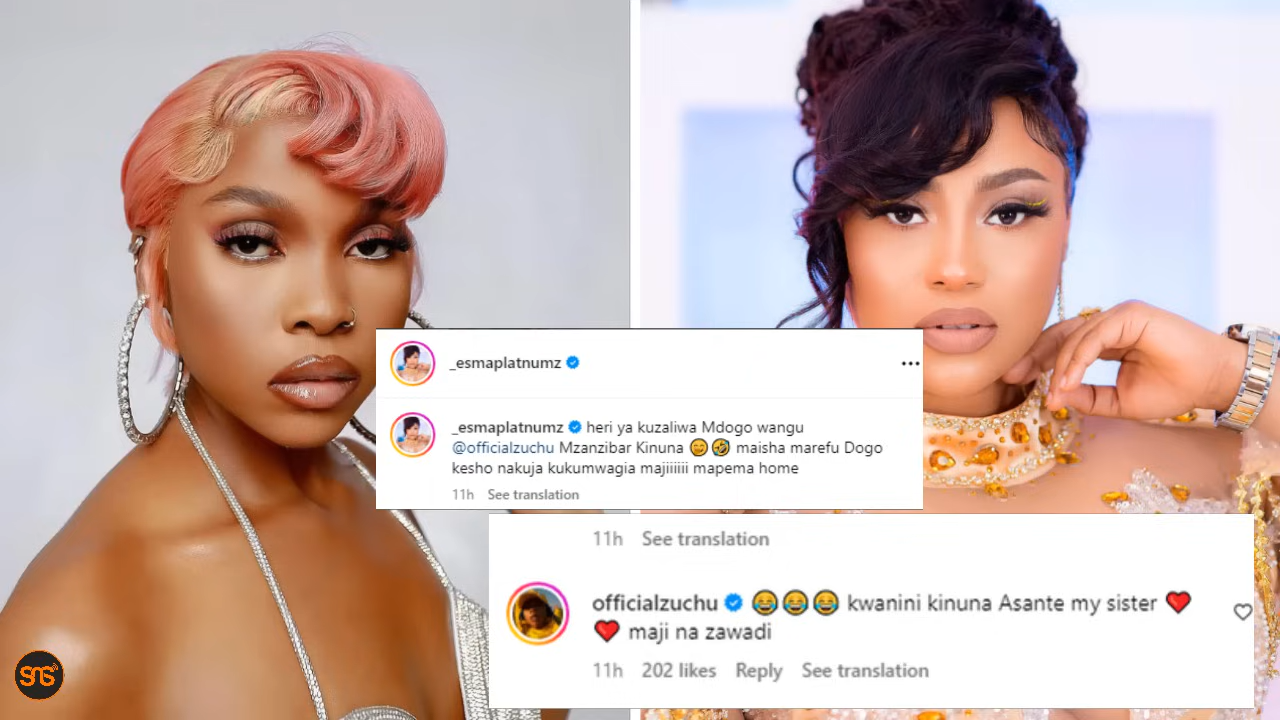 _esmaplatnumz
_esmaplatnumz heri ya kuzaliwa Mdogo wangu
@officialzuchu Mzanzibar Kinuna 😄🤣 maisha marefu Dogo
kesho nakuja kukumwagia majiiiiiii mapema home
11h See translation
11h See translation
officialzuchu 😂😂😂 kwanini kinuna Asante my sister ❤️
❤️ maji na zawadi
11h 202 likes Reply See translation
SNS